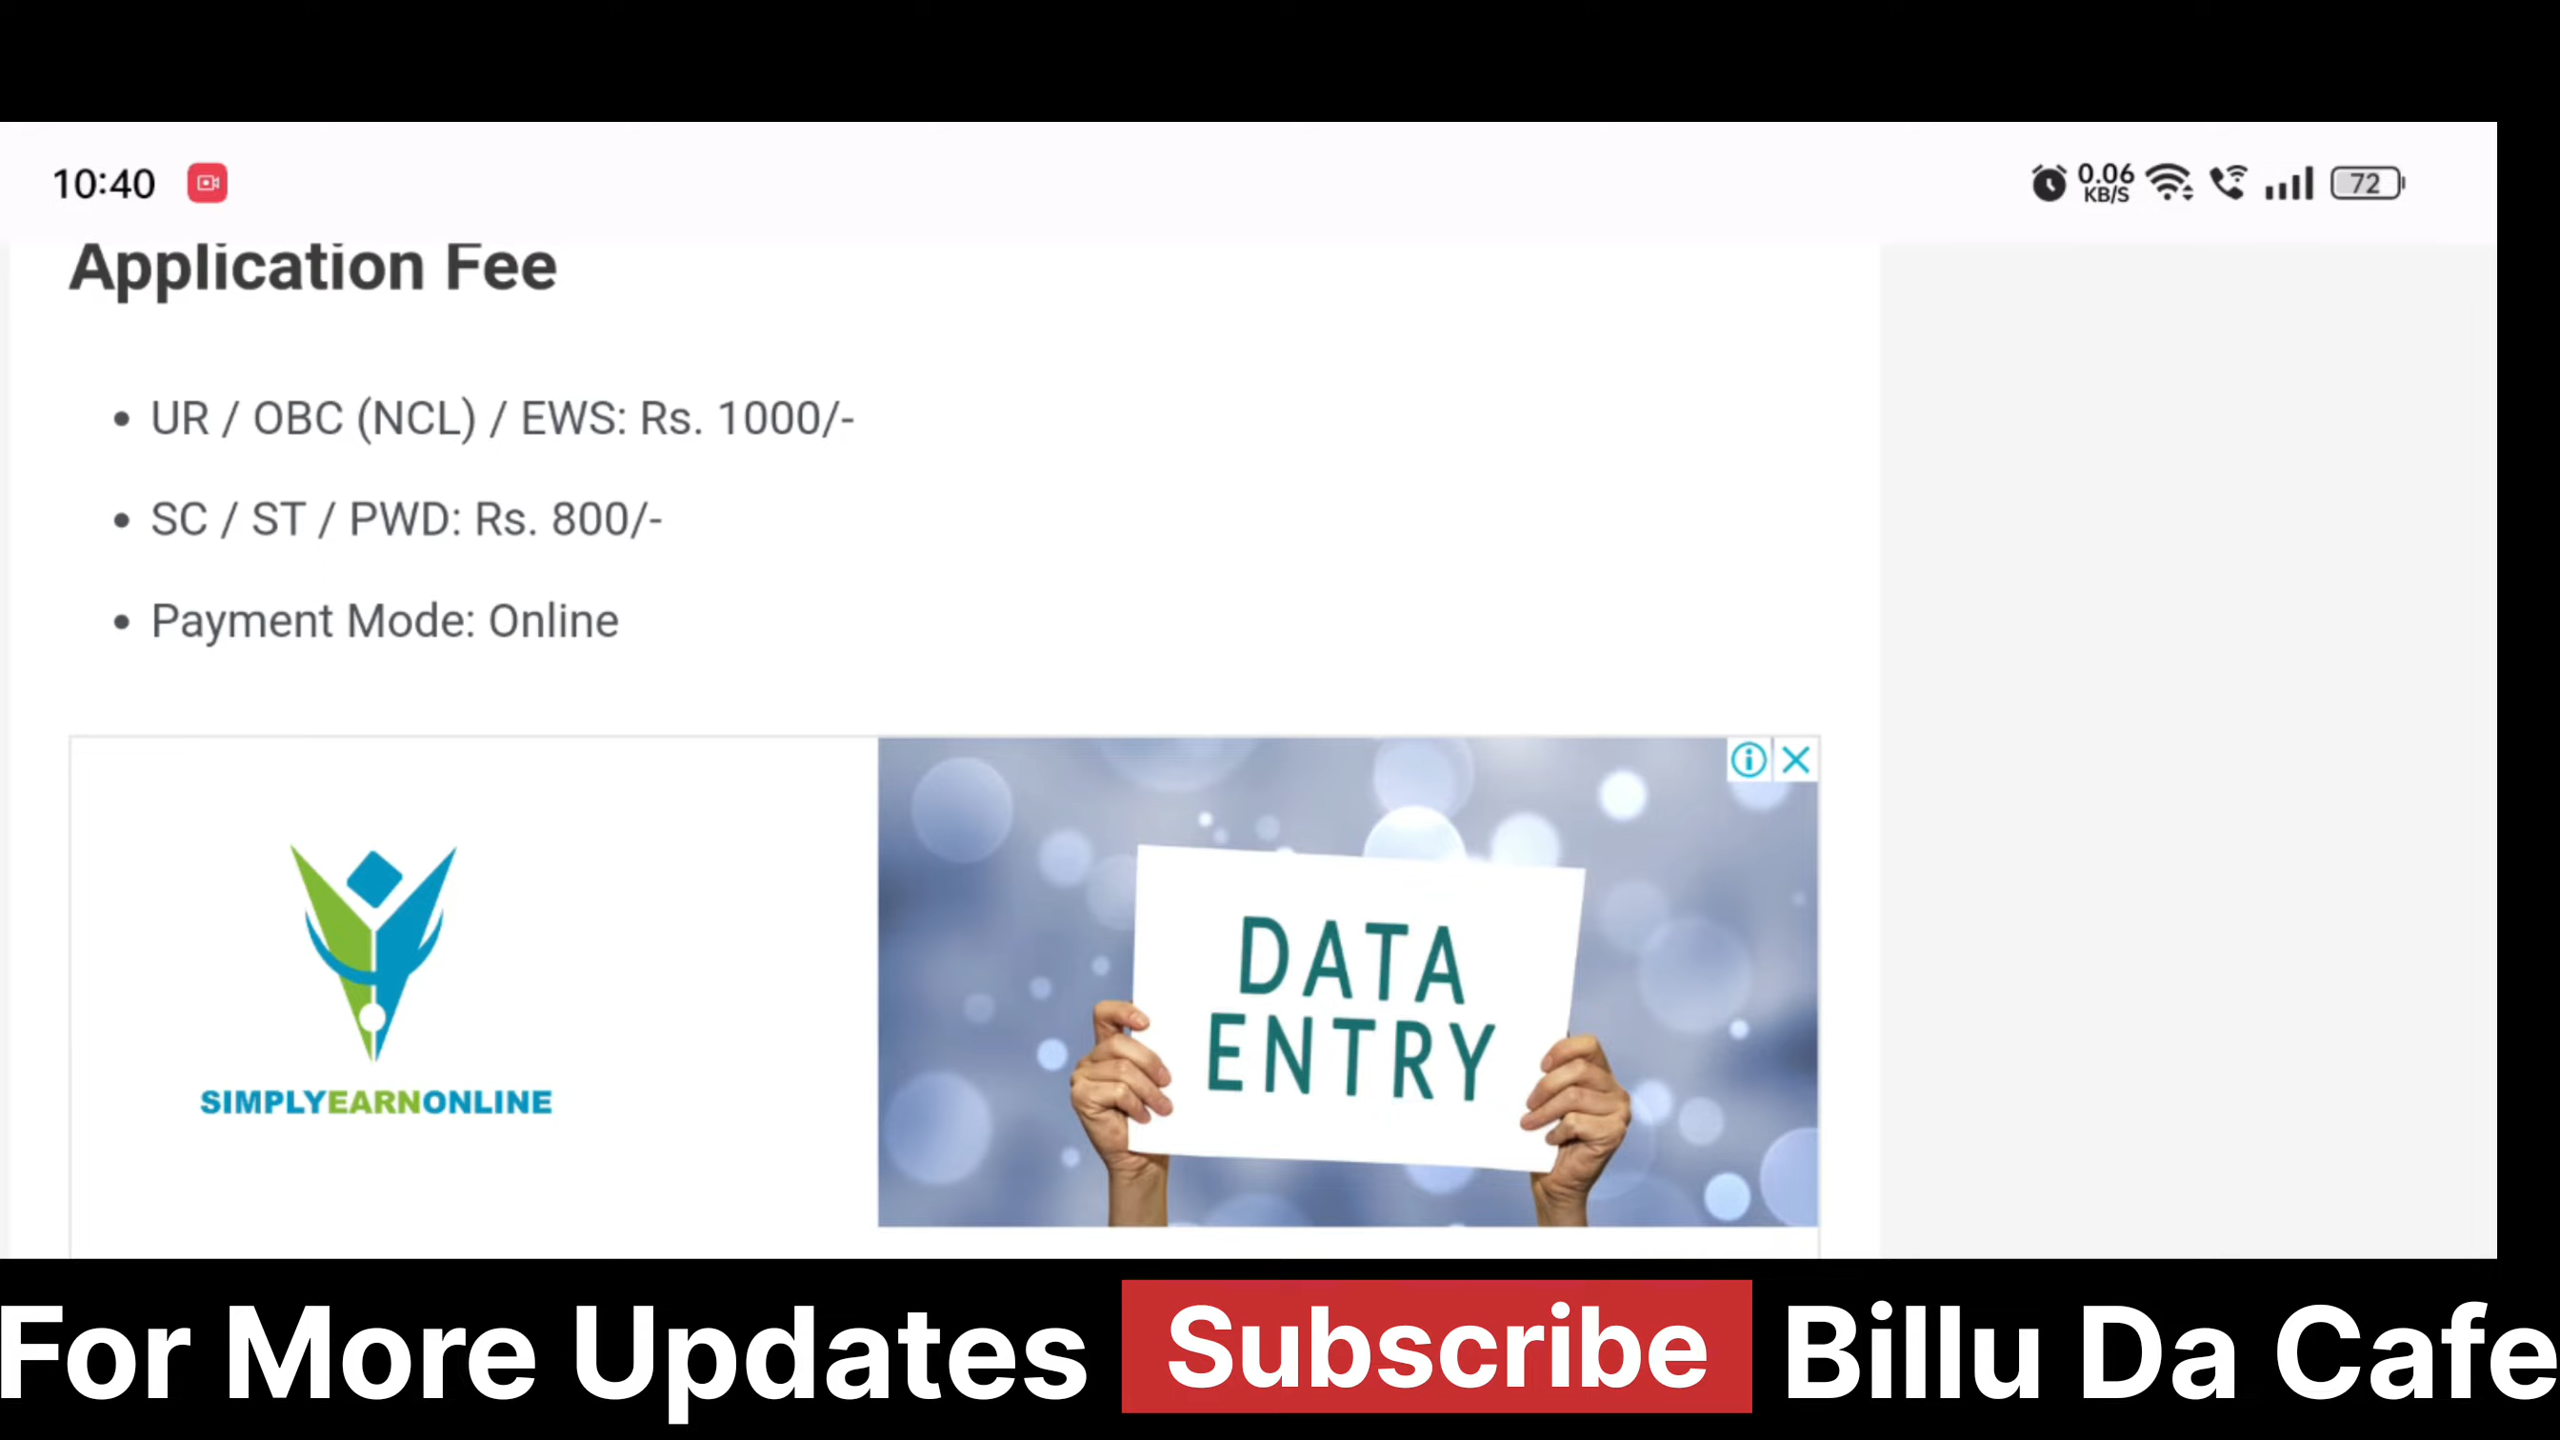 10:40
0.06
KB/S
72
Application Fee
• UR / OBC (NCL) / EWS: Rs. 1000/-
• SC / ST / PWD: Rs. 800/-
• Payment Mode: Online
DATA
ENTRY
SIMPLYEARNONLINE
For More Updates Subscribe Billu Da Cafe